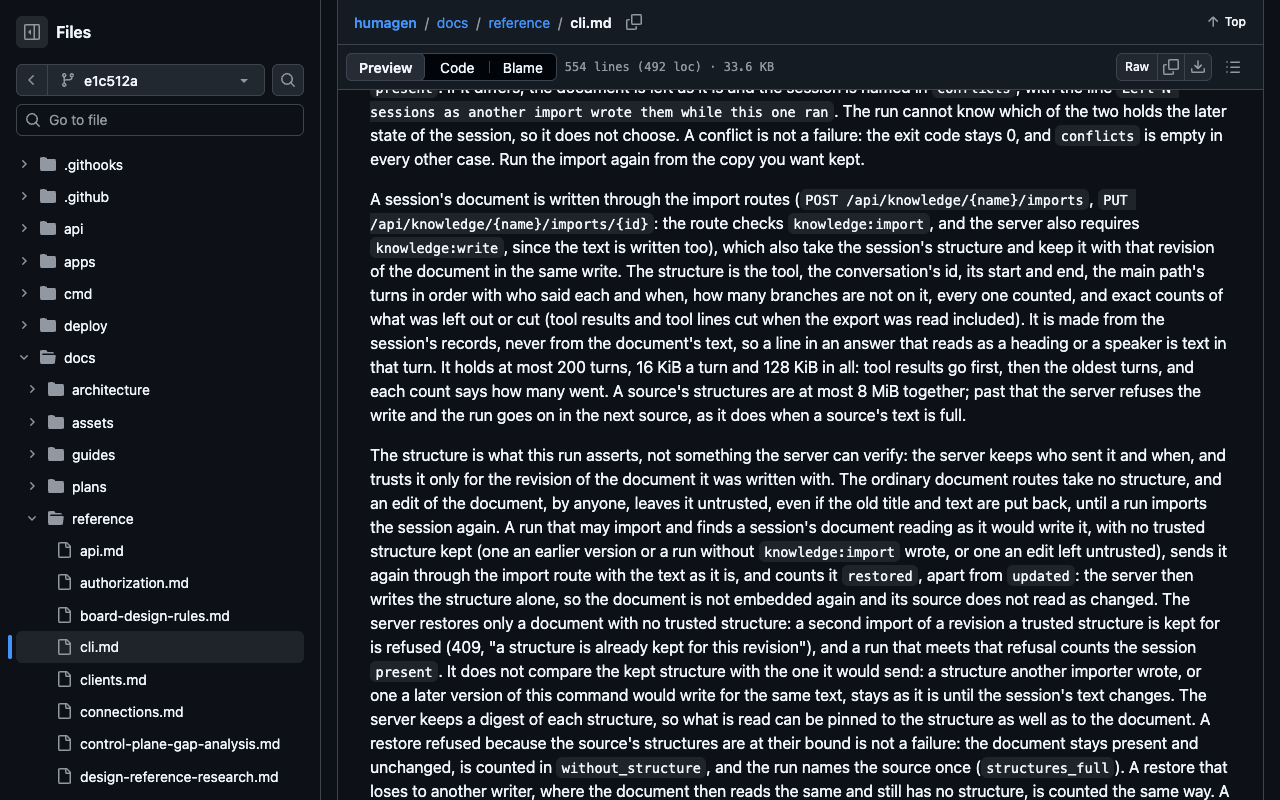 Files
e1c512a
Go to file
.githooks
.github
api
apps
cmd
deploy
docs
architecture
assets
guides
plans
reference
api.md
authorization.md
board-design-rules.md
cli.md
clients.md
connections.md
control-plane-gap-analysis.md
design-reference-research.md
humagen / docs / reference / cli.md
Top
Preview Code Blame 554 lines (492 loc) · 33.6 KB
Raw
sessions as another import wrote them while this one ran . The run cannot know which of the two holds the later
state of the session, so it does not choose. A conflict is not a failure: the exit code stays 0, and conflicts is empty in
every other case. Run the import again from the copy you want kept.
A session's document is written through the import routes ( POST /api/knowledge/{name}/imports , PUT
/api/knowledge/{name}/imports/{id} : the route checks knowledge:import , and the server also requires
knowledge:write , since the text is written too), which also take the session's structure and keep it with that revision
of the document in the same write. The structure is the tool, the conversation's id, its start and end, the main path's
turns in order with who said each and when, how many branches are not on it, every one counted, and exact counts of
what was left out or cut (tool results and tool lines cut when the export was read included). It is made from the
session's records, never from the document's text, so a line in an answer that reads as a heading or a speaker is text in
that turn. It holds at most 200 turns, 16 KiB a turn and 128 KiB in all: tool results go first, then the oldest turns, and
each count says how many went. A source's structures are at most 8 MiB together; past that the server refuses the
write and the run goes on in the next source, as it does when a source's text is full.
The structure is what this run asserts, not something the server can verify: the server keeps who sent it and when, and
trusts it only for the revision of the document it was written with. The ordinary document routes take no structure, and
an edit of the document, by anyone, leaves it untrusted, even if the old title and text are put back, until a run imports
the session again. A run that may import and finds a session's document reading as it would write it, with no trusted
structure kept (one an earlier version or a run without knowledge:import wrote, or one an edit left untrusted), sends it
again through the import route with the text as it is, and counts it restored , apart from updated : the server then
writes the structure alone, so the document is not embedded again and its source does not read as changed. The
server restores only a document with no trusted structure: a second import of a revision a trusted structure is kept for
is refused (409, "a structure is already kept for this revision"), and a run that meets that refusal counts the session
present . It does not compare the kept structure with the one it would send: a structure another importer wrote, or
one a later version of this command would write for the same text, stays as it is until the session's text changes. The
server keeps a digest of each structure, so what is read can be pinned to the structure as well as to the document. A
restore refused because the source's structures are at their bound is not a failure: the document stays present and
unchanged, is counted in without_structure , and the run names the source once ( structures_full ). A restore that
loses to another writer, where the document then reads the same and still has no structure, is counted the same way. A